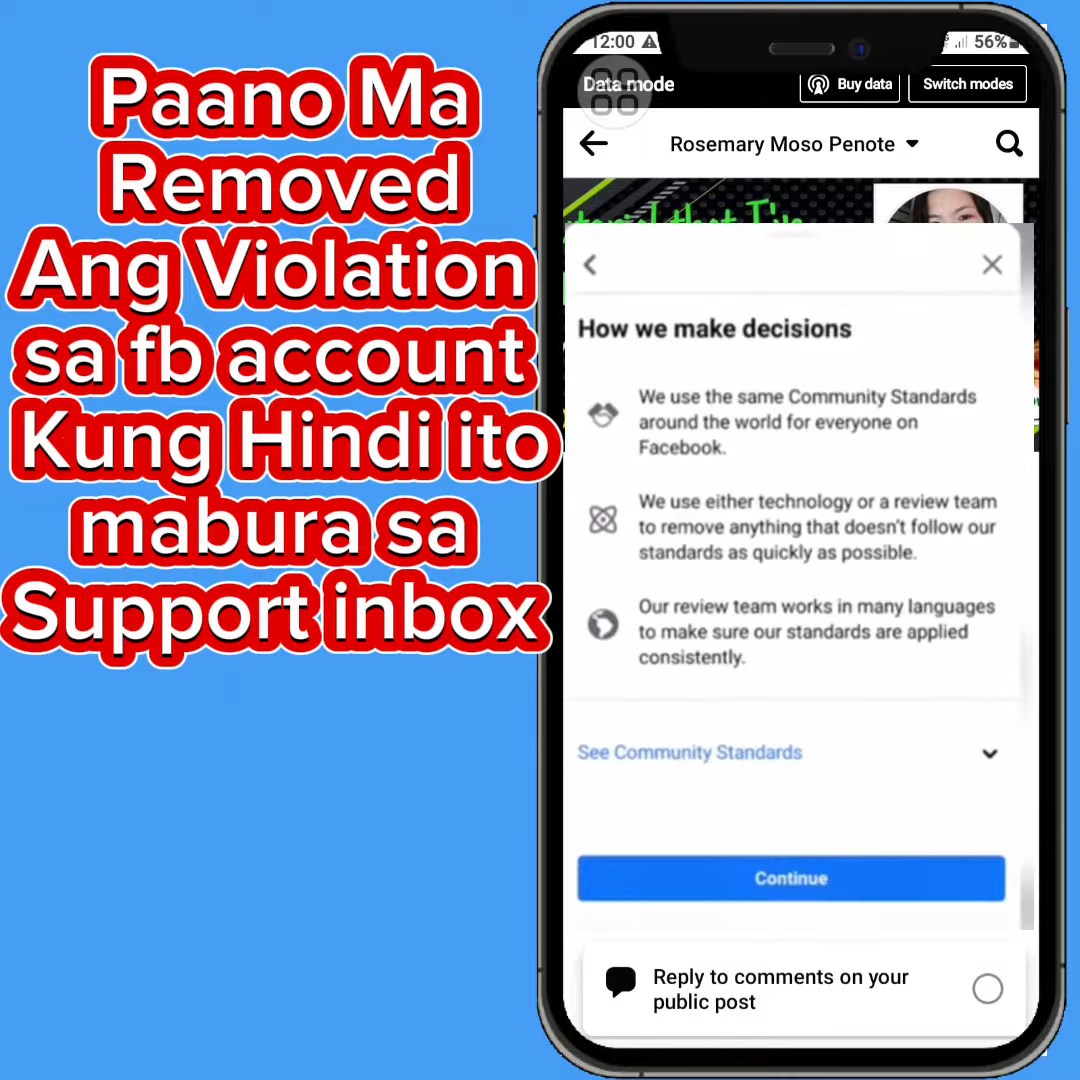 Paano Ma
Removed
Ang Violation
sa fb account
Kung Hindi ito
mabura sa
Support inbox
12:00
56%
Data mode
Buy data
Switch modes
Rosemary Moso Penote
How we make decisions
We use the same Community Standards
around the world for everyone on
Facebook.
We use either technology or a review team
to remove anything that doesn't follow our
standards as quickly as possible.
Our review team works in many languages
to make sure our standards are applied
consistently.
See Community Standards
Continue
Reply to comments on your
public post